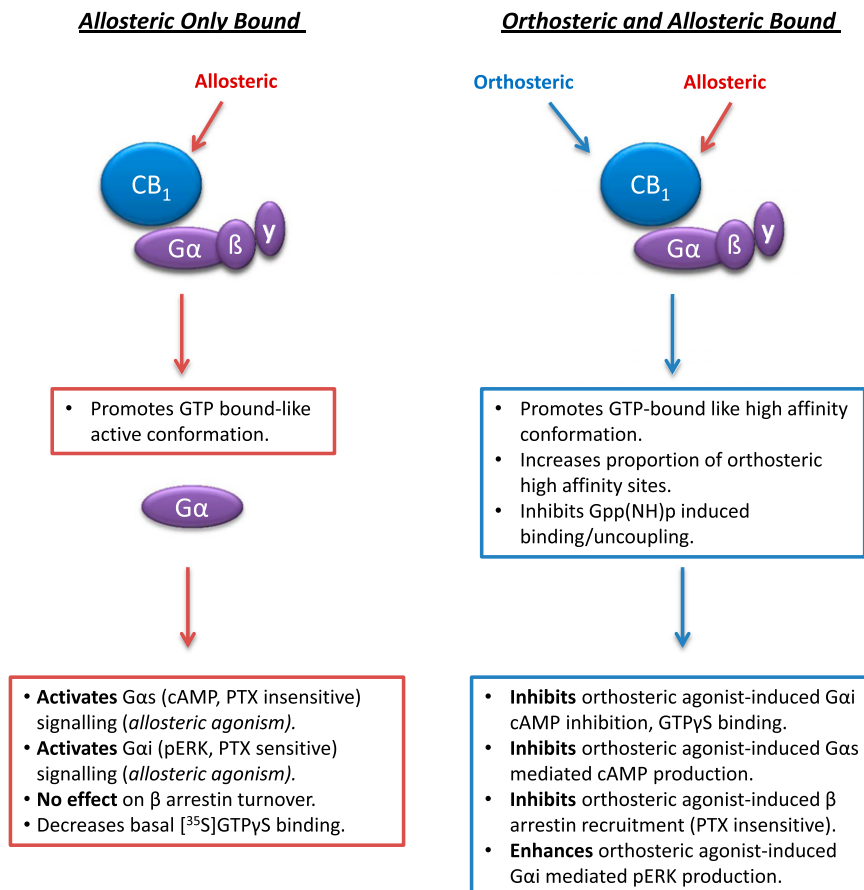 Allosteric Only Bound
Allosteric
CB1
Gα
ß
γ
• Promotes GTP bound-like
active conformation.
Gα
• Activates Gαs (cAMP, PTX insensitive)
signalling (allosteric agonism).
• Activates Gαi (pERK, PTX sensitive)
signalling (allosteric agonism).
• No effect on β arrestin turnover.
• Decreases basal [³⁵S]GTPγS binding.
Orthosteric and Allosteric Bound
Orthosteric
Allosteric
CB1
Gα
ß
γ
• Promotes GTP-bound like high affinity
conformation.
• Increases proportion of orthosteric
high affinity sites.
• Inhibits Gpp(NH)p induced
binding/uncoupling.
• Inhibits orthosteric agonist-induced Gαi
cAMP inhibition, GTPγS binding.
• Inhibits orthosteric agonist-induced Gαs
mediated cAMP production.
• Inhibits orthosteric agonist-induced β
arrestin recruitment (PTX insensitive).
• Enhances orthosteric agonist-induced
Gαi mediated pERK production.